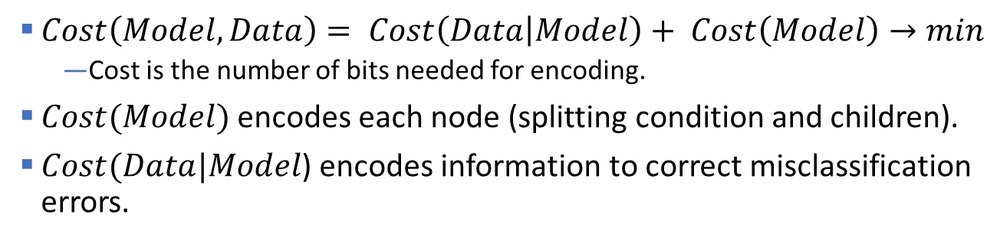 ▪ Cost(Model, Data) = Cost(Data|Model) + Cost(Model) → min
—Cost is the number of bits needed for encoding.
▪ Cost(Model) encodes each node (splitting condition and children).
▪ Cost(Data|Model) encodes information to correct misclassification
errors.